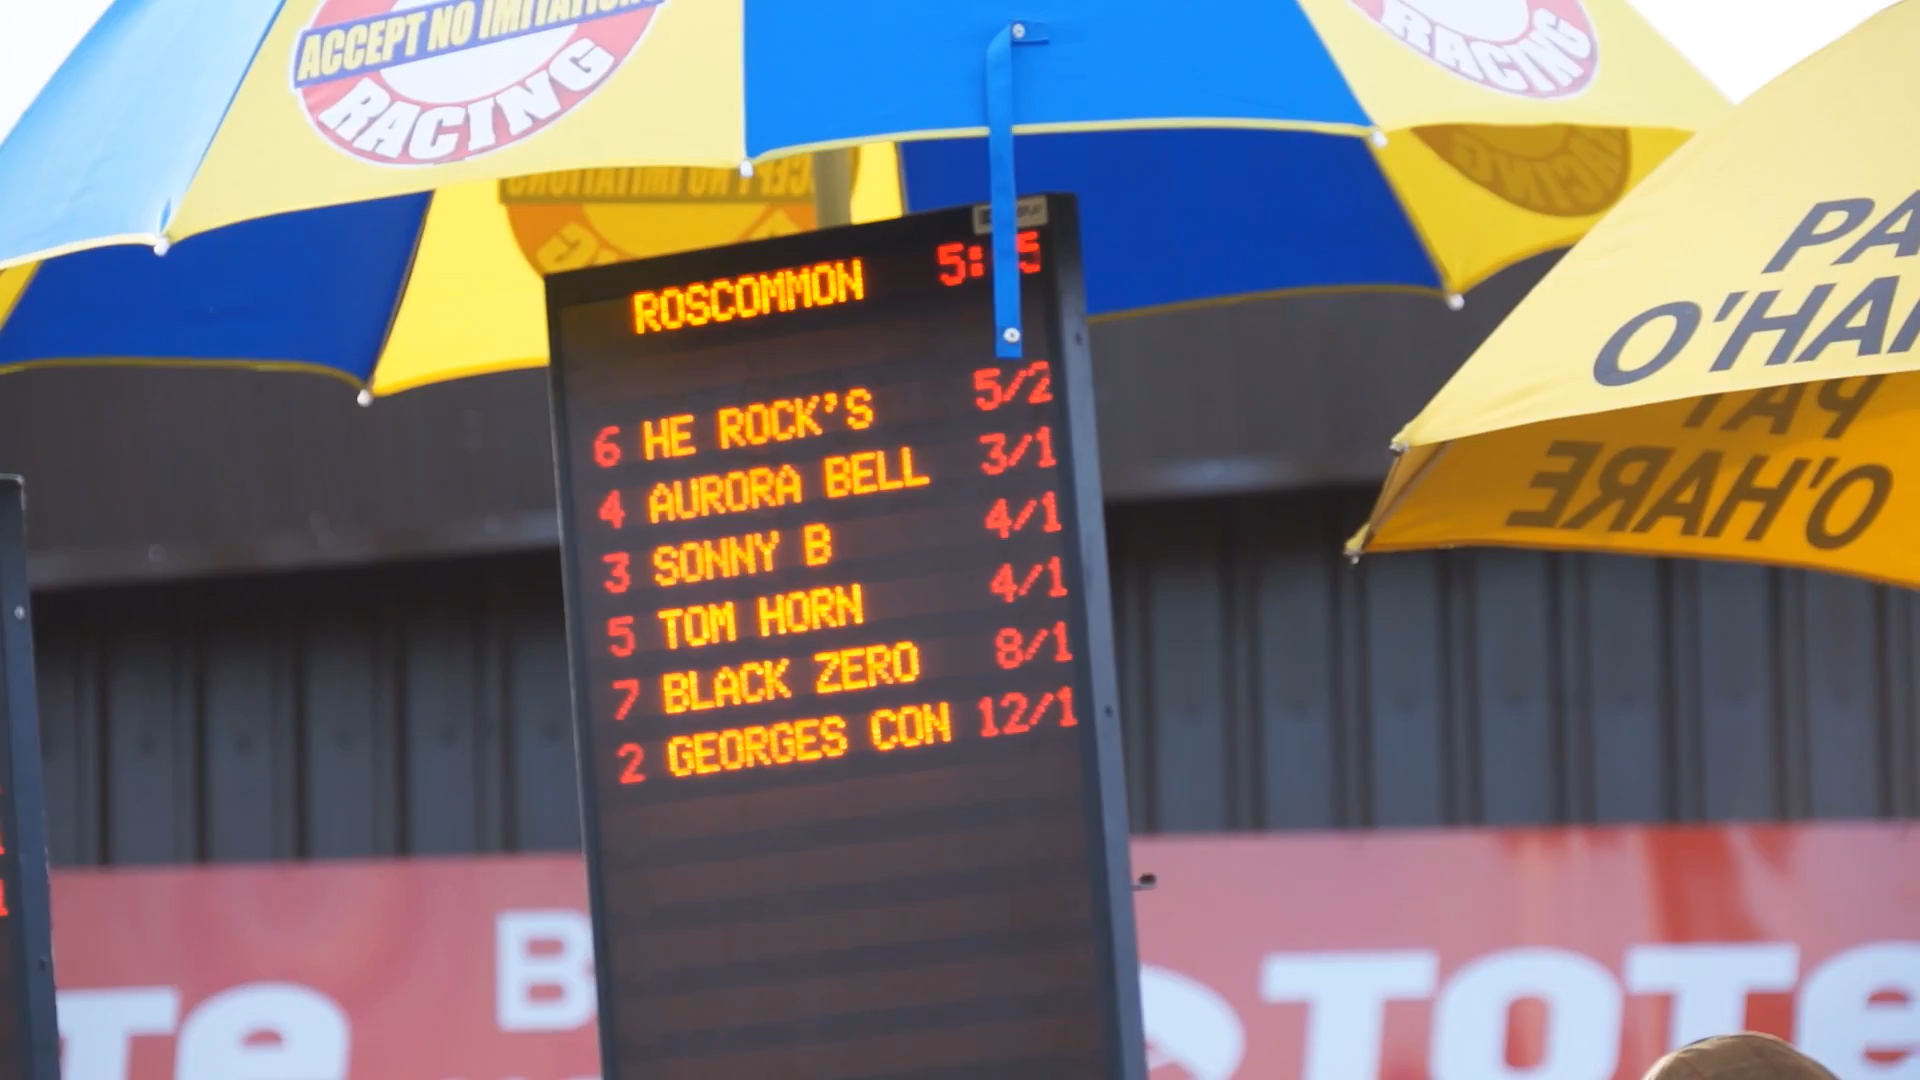 ACCEPT NO IMITATIONS
RACING
RACING
PA
O'HA
PAT
O'HARE
ROSCOMMON
6 HE ROCK'S 5/2
4 AURORA BELL 3/1
3 SONNY B 4/1
5 TOM HORN 4/1
7 BLACK ZERO 8/1
2 GEORGES CON 12/1
TOTE